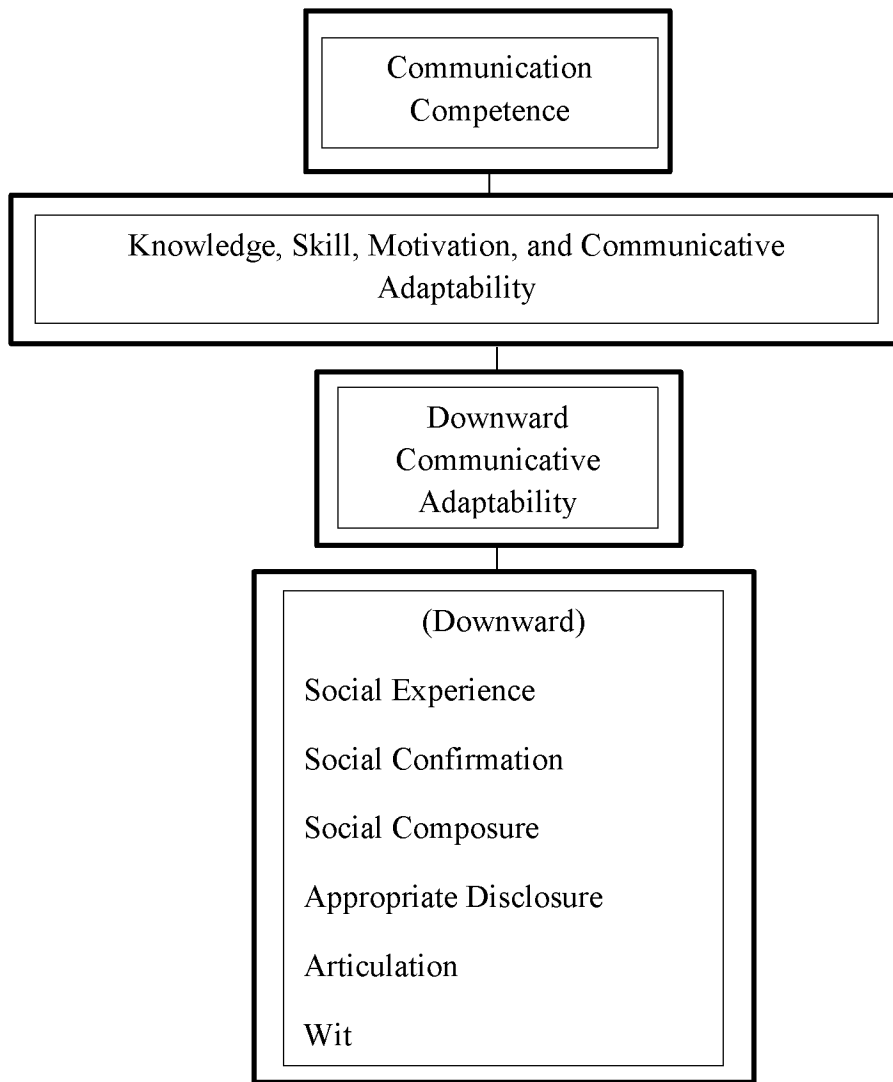 Communication
Competence
Knowledge, Skill, Motivation, and Communicative
Adaptability
Downward
Communicative
Adaptability
(Downward)
Social Experience
Social Confirmation
Social Composure
Appropriate Disclosure
Articulation
Wit